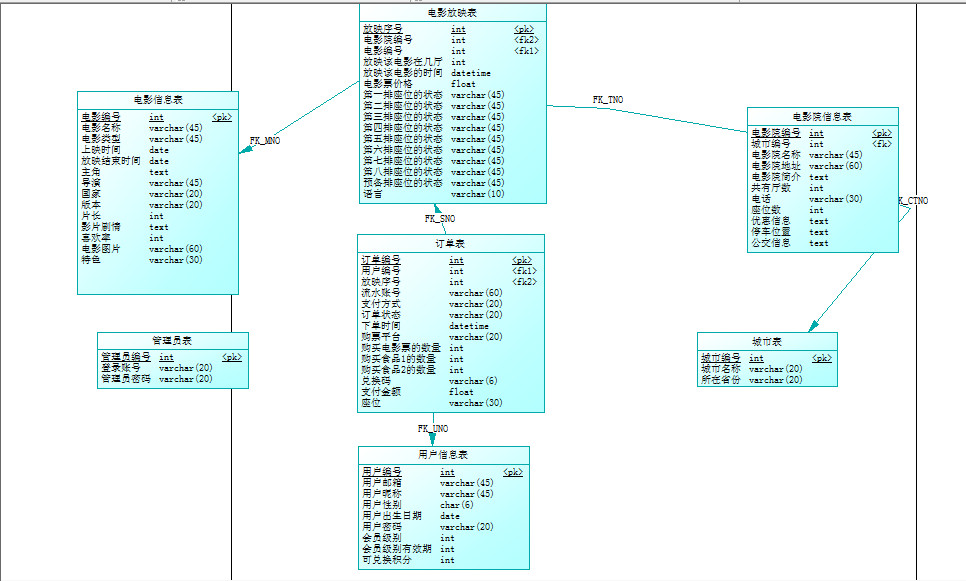 电影放映表
放映序号 int <pk>
电影院编号 int <fk2>
电影编号 int <fk1>
放映该电影在几厅 int
放映该电影的时间 datetime
电影票价格 float
第一排座位的状态 varchar(45)
第二排座位的状态 varchar(45)
第三排座位的状态 varchar(45)
第四排座位的状态 varchar(45)
第五排座位的状态 varchar(45)
第六排座位的状态 varchar(45)
第七排座位的状态 varchar(45)
第八排座位的状态 varchar(45)
预备排座位的状态 varchar(45)
语言 varchar(10)
FK_MNO
FK_TNO
电影信息表
电影编号 int <pk>
电影名称 varchar(45)
电影类型 varchar(45)
上映时间 date
放映结束时间 date
主角 text
导演 varchar(45)
国家 varchar(20)
版本 varchar(20)
片长 int
影片剧情 text
喜欢率 int
电影图片 varchar(60)
特色 varchar(30)
电影院信息表
电影院编号 int <pk>
城市编号 int <fk>
电影院名称 varchar(45)
电影院地址 varchar(60)
电影院简介 text
共有厅数 int
电话 varchar(30)
座位数 int
优惠信息 text
停车位置 text
公交信息 text
K_CTNO
FK_SNO
订单表
订单编号 int <pk>
用户编号 int <fk1>
放映序号 int <fk2>
流水账号 varchar(60)
支付方式 varchar(20)
订单状态 varchar(20)
下单时间 datetime
购票平台 varchar(20)
购买电影票的数量 int
购买食品1的数量 int
购买食品2的数量 int
兑换码 varchar(6)
支付金额 float
座位 varchar(30)
管理员表
管理员编号 int <pk>
登录账号 varchar(20)
管理员密码 varchar(20)
城市表
城市编号 int <pk>
城市名称 varchar(20)
所在省份 varchar(20)
FK_UNO
用户信息表
用户编号 int <pk>
用户邮箱 varchar(45)
用户昵称 varchar(45)
用户性别 char(6)
用户出生日期 date
用户密码 varchar(20)
会员级别 int
会员级别有效期 int
可兑换积分 int